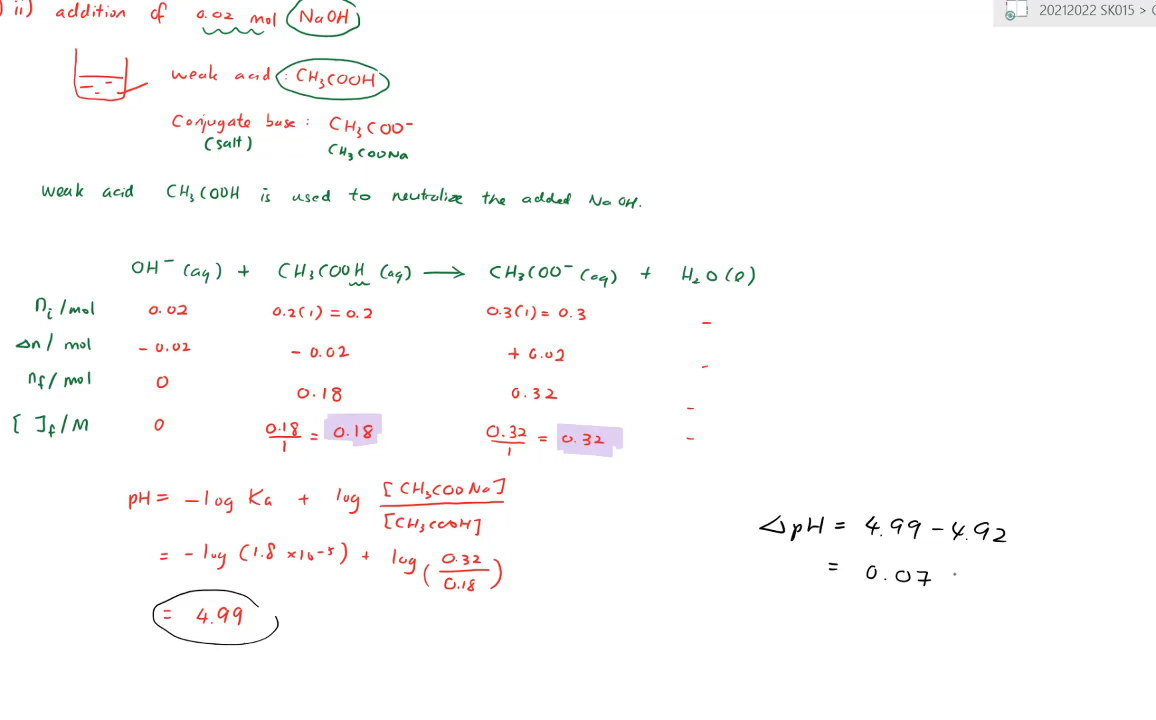 ii) addition of 0.02 mol NaOH
20212022 SK015 >
weak acid : CH₃COOH
Conjugate base : CH₃COO⁻
(salt) CH₃COONa
weak acid CH₃COOH is used to neutralize the added NaOH.
OH⁻ (aq) + CH₃COOH (aq) ⟶ CH₃COO⁻ (aq) + H₂O (l)
nᵢ/mol 0.02 0.2(1) = 0.2 0.3(1) = 0.3 -
Δn/ mol - 0.02 - 0.02 + 0.02 -
nf/ mol 0 0.18 0.32 -
[ ]f/M 0 0.18/1 = 0.18 0.32/1 = 0.32 -
pH = -log Ka + log [CH₃COONa]/[CH₃COOH]
= - log (1.8 ×10⁻⁵) + log (0.32/0.18)
= 4.99
ΔpH = 4.99 - 4.92
= 0.07